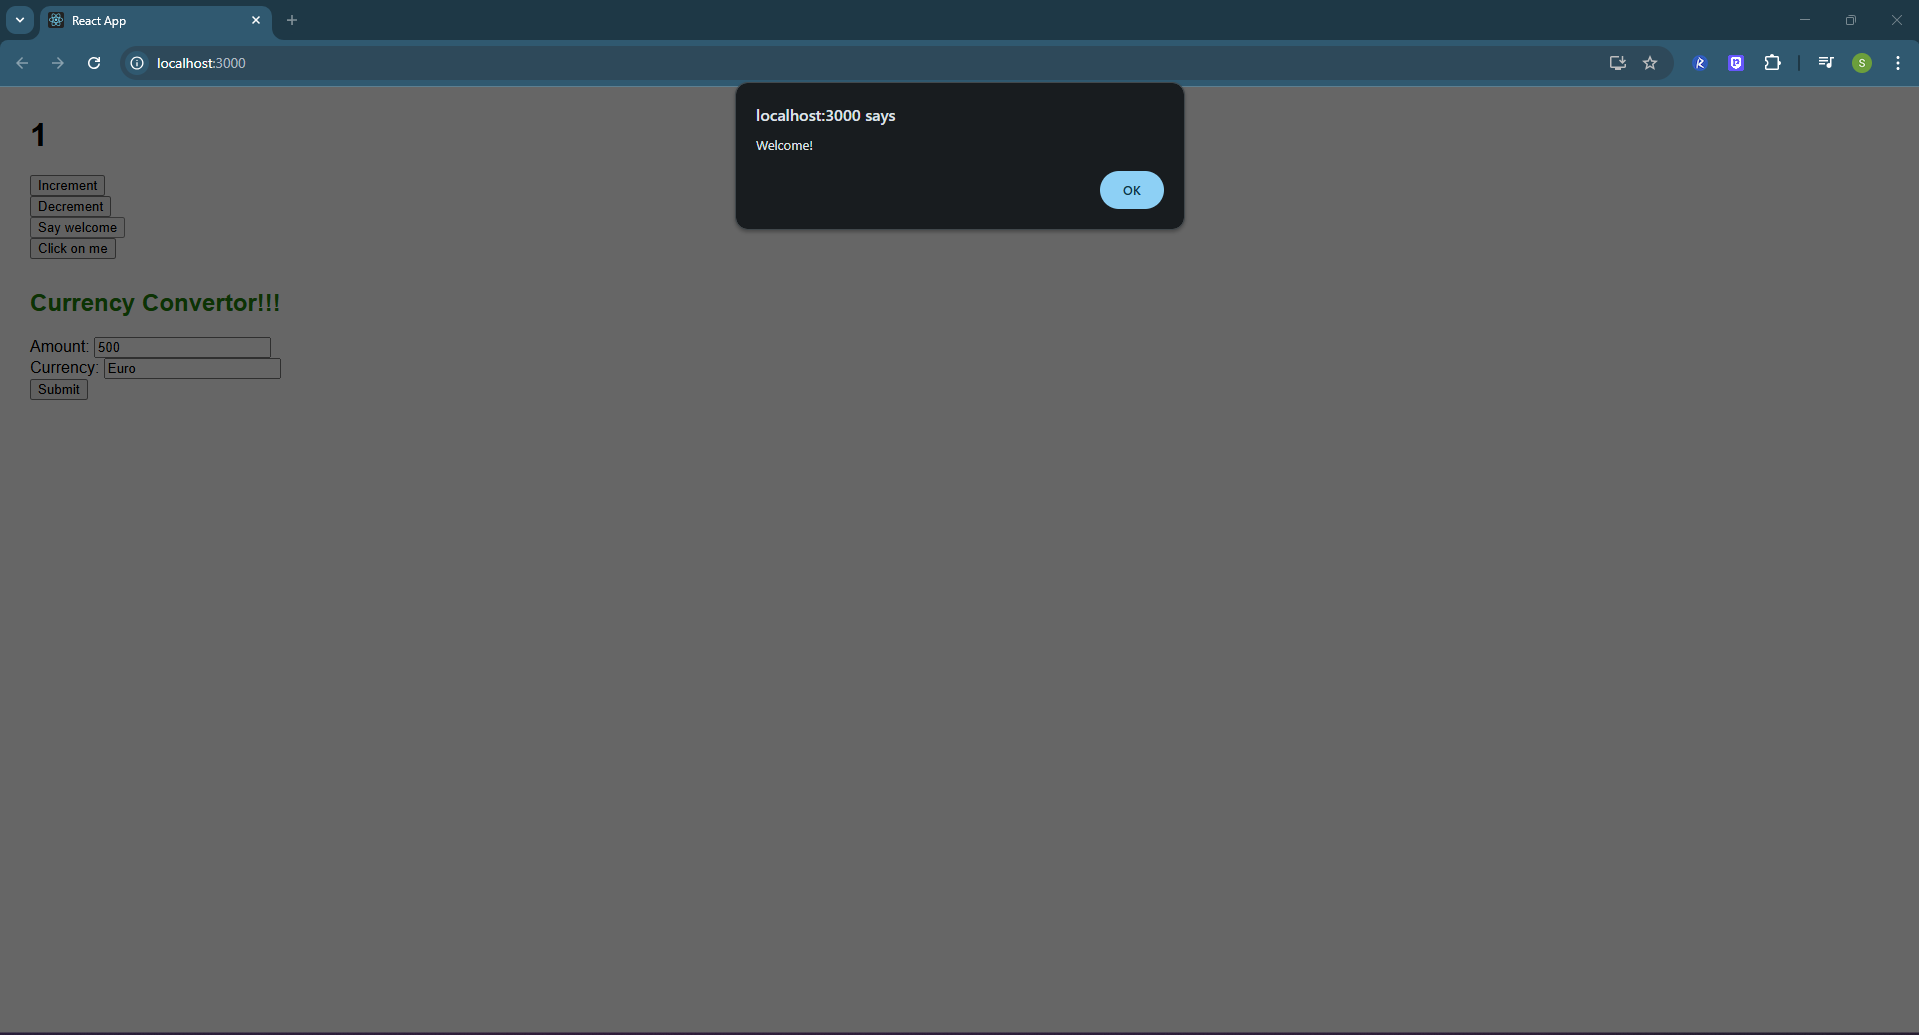 React App
localhost:3000
S
localhost:3000 says
Welcome!
OK
1
Increment
Decrement
Say welcome
Click on me
Currency Convertor!!!
Amount: 500
Currency: Euro
Submit